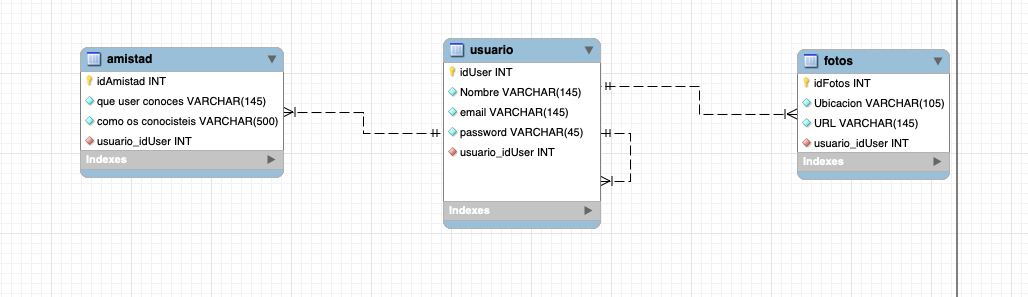 amistad
idAmistad INT
que user conoces VARCHAR(145)
como os conocisteis VARCHAR(500)
usuario_idUser INT
Indexes
usuario
idUser INT
Nombre VARCHAR(145)
email VARCHAR(145)
password VARCHAR(45)
usuario_idUser INT
Indexes
fotos
idFotos INT
Ubicacion VARCHAR(105)
URL VARCHAR(145)
usuario_idUser INT
Indexes